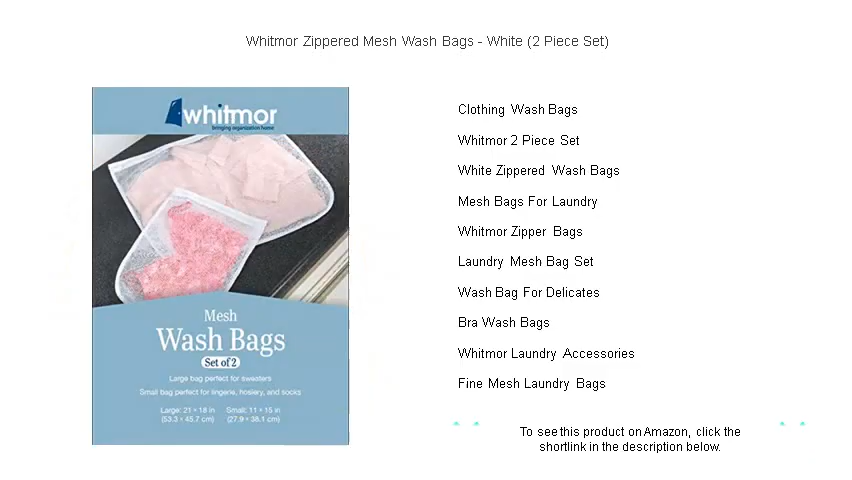 Whitmor Zippered Mesh Wash Bags - White (2 Piece Set)
whitmor
bringing organization home
Mesh
Wash Bags
Set of 2
Large bag perfect for sweaters
Small bag perfect for lingerie, hosiery, and socks
Large: 21 × 18 in Small: 11 × 15 in
(53.3 × 45.7 cm) (27.9 × 38.1 cm)
Clothing Wash Bags
Whitmor 2 Piece Set
White Zippered Wash Bags
Mesh Bags For Laundry
Whitmor Zipper Bags
Laundry Mesh Bag Set
Wash Bag For Delicates
Bra Wash Bags
Whitmor Laundry Accessories
Fine Mesh Laundry Bags
To see this product on Amazon, click the
shortlink in the description below.